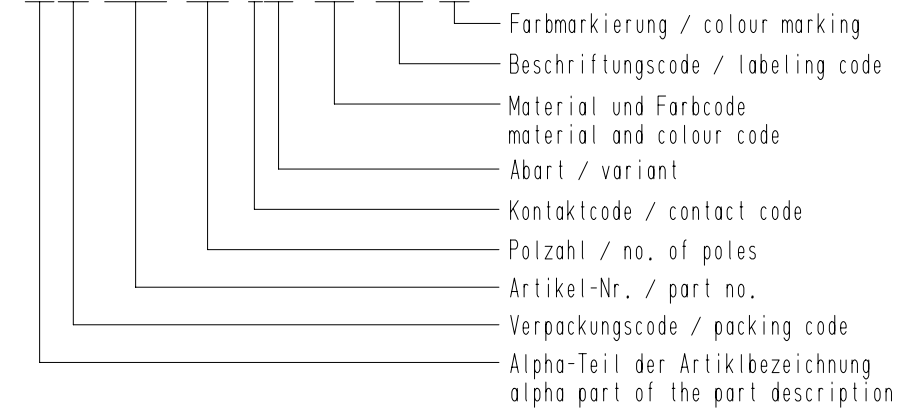 Farbmarkierung / colour marking
Beschriftungscode / labeling code
Material und Farbcode
material and colour code
Abart / variant
Kontaktcode / contact code
Polzahl / no. of poles
Artikel-Nr. / part no.
Verpackungscode / packing code
Alpha-Teil der Artiklbezeichnung
alpha part of the part description